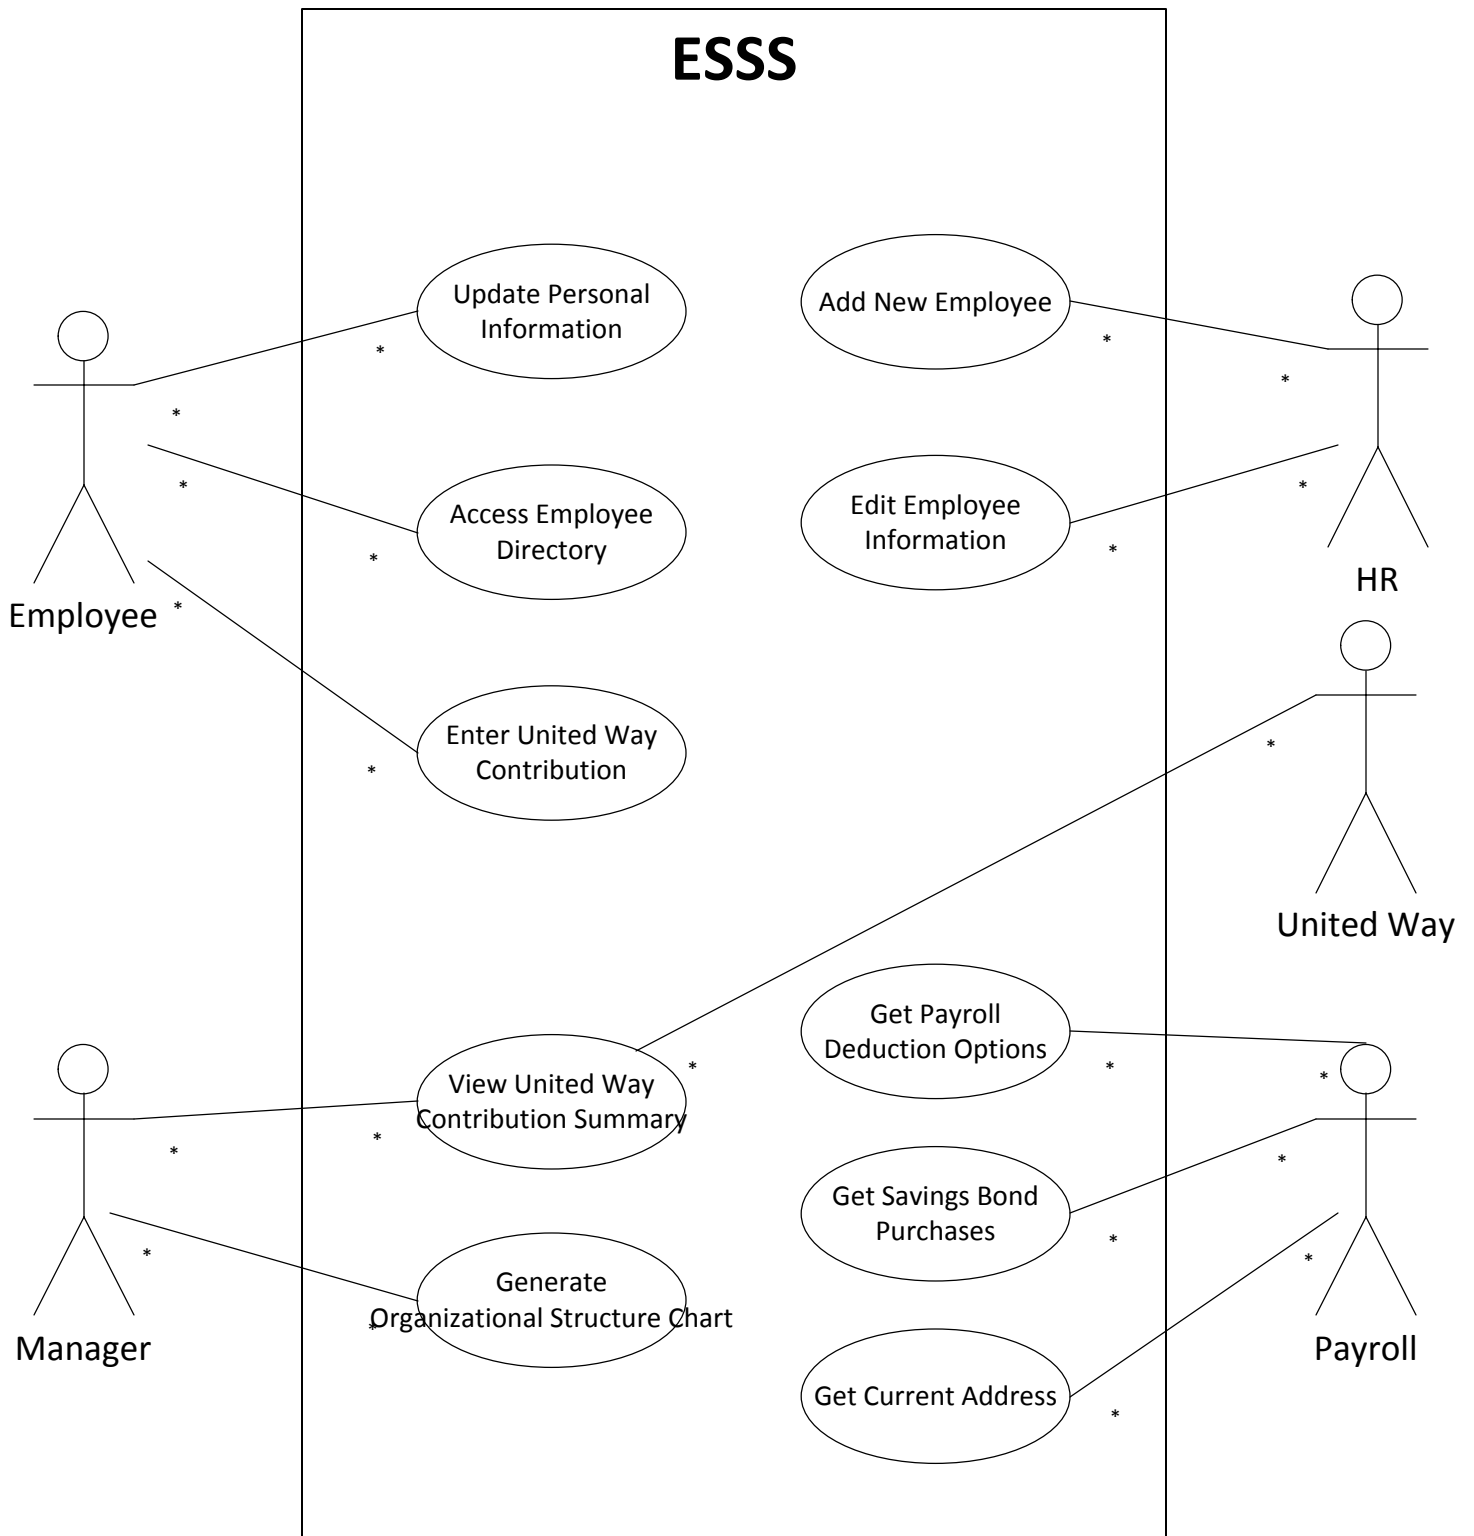 ESSS
Update Personal
Information
*
*
Employee
Access Employee
Directory
*
*
Enter United Way
Contribution
*
*
Add New Employee
*
*
HR
Edit Employee
Information
*
*
United Way
*
View United Way
Contribution Summary
*
*
*
Manager
Generate
Organizational Structure Chart
*
*
Get Payroll
Deduction Options
*
*
Get Savings Bond
Purchases
*
*
Payroll
Get Current Address
*
*